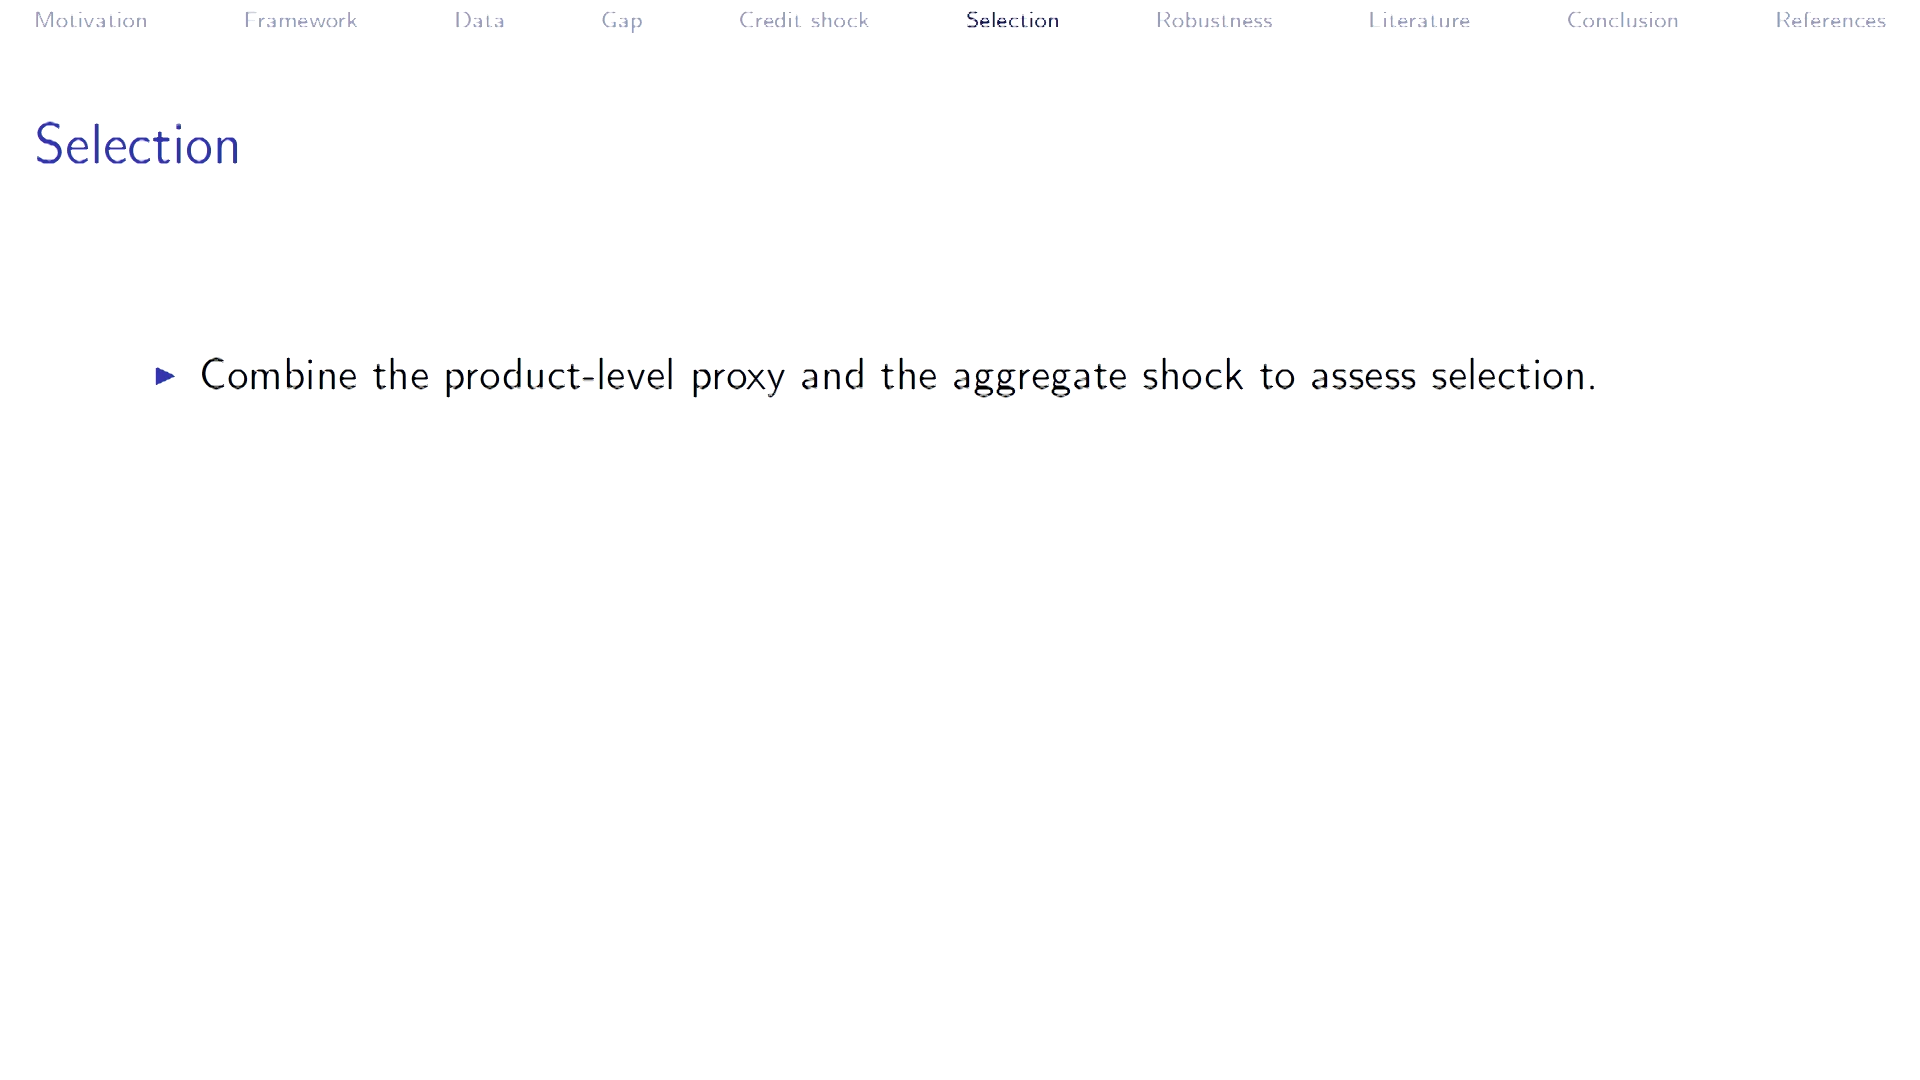 Motivation Framework Data Gap Credit shock Selection Robustness Literature Conclusion References
Selection
▶ Combine the product-level proxy and the aggregate shock to assess selection.